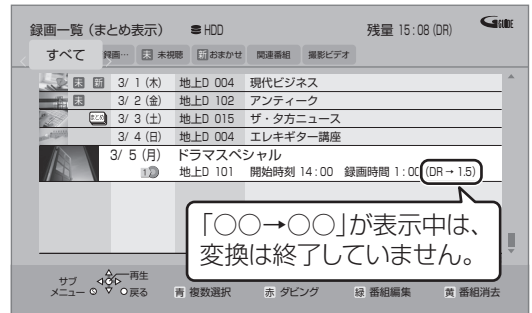 録画一覧(まとめ表示) HDD 残量 15:08 (DR) G GUIDE
すべて 録画… 未 未視聴 新 おまかせ 関連番組 撮影ビデオ
未 新 3/ 1 (木) 地上D 004 現代ビジネス
未 3/ 2 (金) 地上D 102 アンティーク
まとめ 3/ 3 (土) 地上D 015 ザ・夕方ニュース
3/ 4 (日) 地上D 004 エレキギター講座
3/ 5 (月) ドラマスペシャル
1 地上D 101 開始時刻 14:00 録画時間 1:00 (DR→1.5)
「○○→○○」が表示中は、
変換は終了していません。
サブ 再生
メニュー 戻る 青 複数選択 赤 ダビング 緑 番組編集 黄 番組消去